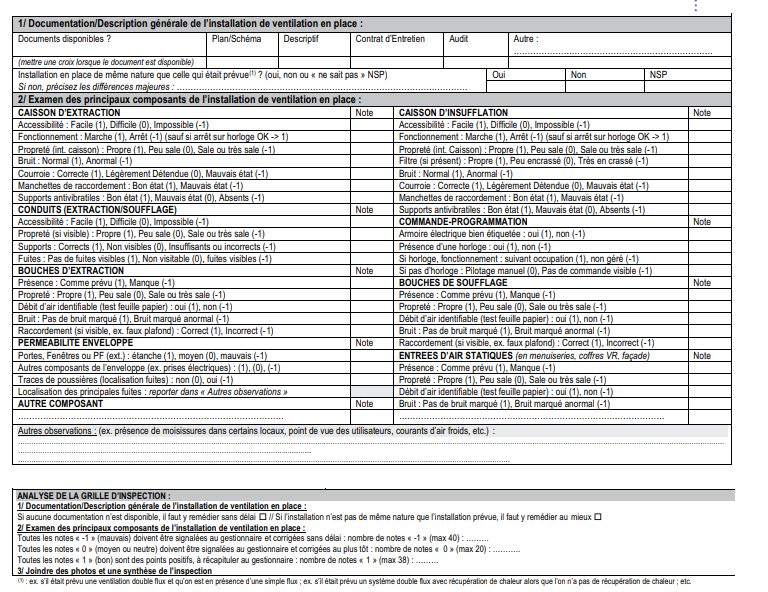 1/ Documentation/Description générale de l'installation de ventilation en place :
Documents disponibles ? Plan/Schéma Descriptif Contrat d'Entretien Audit Autre :
(mettre une croix lorsque le document est disponible)
Installation en place de même nature que celle qui était prévue(1) ? (oui, non ou « ne sait pas » NSP) Oui Non NSP
Si non, précisez les différences majeures :
2/ Examen des principaux composants de l'installation de ventilation en place :
CAISSON D'EXTRACTION Note
Accessibilité : Facile (1), Difficile (0), Impossible (-1)
Fonctionnement : Marche (1), Arrêt (-1) (sauf si arrêt sur horloge OK -> 1)
Propreté (int. caisson) : Propre (1), Peu sale (0), Sale ou très sale (-1)
Bruit : Normal (1), Anormal (-1)
Courroie : Correcte (1), Légèrement Détendue (0), Mauvais état (-1)
Manchettes de raccordement : Bon état (1), Mauvais état (-1)
Supports antivibratiles : Bon état (1), Mauvais état (0), Absents (-1)
CONDUITS (EXTRACTION/SOUFFLAGE) Note
Accessibilité : Facile (1), Difficile (0), Impossible (-1)
Propreté (si visible) : Propre (1), Peu sale (0), Sale ou très sale (-1)
Supports : Corrects (1), Non visibles (0), Insuffisants ou incorrects (-1)
Fuites : Pas de fuites visibles (1), Non visitable (0), fuites visibles (-1)
BOUCHES D'EXTRACTION Note
Présence : Comme prévu (1), Manque (-1)
Propreté : Propre (1), Peu sale (0), Sale ou très sale (-1)
Débit d'air identifiable (test feuille papier) : oui (1), non (-1)
Bruit : Pas de bruit marqué (1), Bruit marqué anormal (-1)
Raccordement (si visible, ex. faux plafond) : Correct (1), Incorrect (-1)
PERMEABILITE ENVELOPPE Note
Portes, Fenêtres ou PF (ext.) : étanche (1), moyen (0), mauvais (-1)
Autres composants de l'enveloppe (ex. prises électriques) : (1), (0), (-1)
Traces de poussières (localisation fuites) : non (0), oui (-1)
Localisation des principales fuites : reporter dans « Autres observations »
AUTRE COMPOSANT Note
CAISSON D'INSUFFLATION Note
Accessibilité : Facile (1), Difficile (0), Impossible (-1)
Fonctionnement : Marche (1), Arrêt (-1) (sauf si arrêt sur horloge OK -> 1)
Propreté (int. Caisson) : Propre (1), Peu sale (0), Sale ou très sale (-1)
Filtre (si présent) : Propre (1), Peu encrassé (0), Très en crassé (-1)
Bruit : Normal (1), Anormal (-1)
Courroie : Correcte (1), Légèrement Détendue (0), Mauvais état (-1)
Manchettes de raccordement : Bon état (1), Mauvais état (-1)
Supports antivibratiles : Bon état (1), Mauvais état (0), Absents (-1)
COMMANDE-PROGRAMMATION Note
Armoire électrique bien étiquetée : oui (1), non (-1)
Présence d'une horloge : oui (1), non (-1)
Si horloge, fonctionnement : suivant occupation (1), non géré (-1)
Si pas d'horloge : Pilotage manuel (0), Pas de commande visible (-1)
BOUCHES DE SOUFFLAGE Note
Présence : Comme prévu (1), Manque (-1)
Propreté : Propre (1), Peu sale (0), Sale ou très sale (-1)
Débit d'air identifiable (test feuille papier) : oui (1), non (-1)
Bruit : Pas de bruit marqué (1), Bruit marqué anormal (-1)
Raccordement (si visible, ex. faux plafond) : Correct (1), Incorrect (-1)
ENTREES D'AIR STATIQUES (en menuiseries, coffres VR, façade) Note
Présence : Comme prévu (1), Manque (-1)
Propreté : Propre (1), Peu sale (0), Sale ou très sale (-1)
Débit d'air identifiable (test feuille papier) : oui (1), non (-1)
Bruit : Pas de bruit marqué (1), Bruit marqué anormal (-1)
Autres observations : (ex. présence de moisissures dans certains locaux, point de vue des utilisateurs, courants d'air froids, etc.) :
ANALYSE DE LA GRILLE D'INSPECTION :
1/ Documentation/Description générale de l'installation de ventilation en place :
Si aucune documentation n'est disponible, il faut y remédier sans délai ☐ // Si l'installation n'est pas de même nature que l'installation prévue, il faut y remédier au mieux ☐
2/ Examen des principaux composants de l'installation de ventilation en place :
Toutes les notes « -1 » (mauvais) doivent être signalées au gestionnaire et corrigées sans délai : nombre de notes « -1 » (max 40) : .........
Toutes les notes « 0 » (moyen ou neutre) doivent être signalées au gestionnaire et corrigées au plus tôt : nombre de notes « 0 » (max 20) : ..........
Toutes les notes « 1 » (bon) sont des points positifs, à récapituler au gestionnaire : nombre de notes « 1 » (max 38) : ......
3/ Joindre des photos et une synthèse de l'inspection
(1) : ex. s'il était prévu une ventilation double flux et qu'on est en présence d'une simple flux ; ex. s'il était prévu un système double flux avec récupération de chaleur alors que l'on n'a pas de récupération de chaleur ; etc.